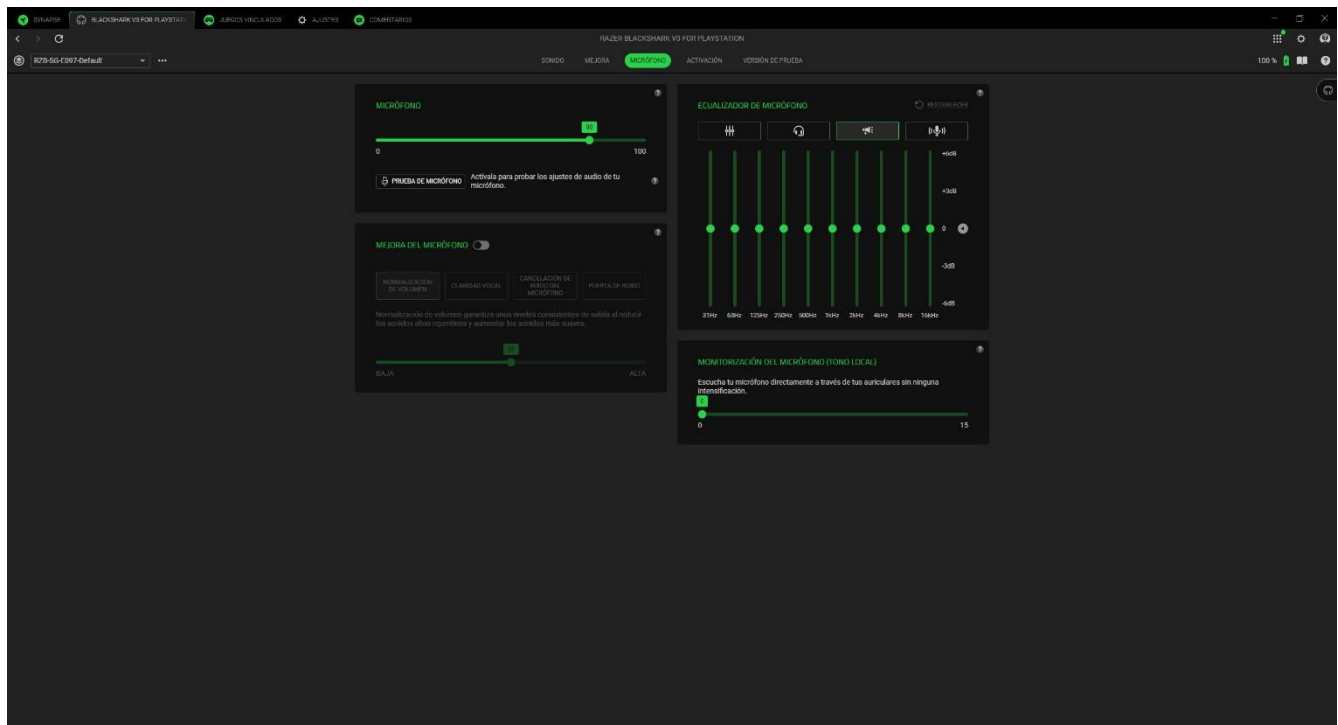 SYNAPSE
BLACKSHARK V3 FOR PLAYSTATI
JUEGOS VINCULADOS
AJUSTES
COMENTARIOS
RAZER BLACKSHARK V3 FOR PLAYSTATION
RZB-SG-E097-Default
SONIDO
MEJORA
MICRÓFONO
ACTIVACIÓN
VERSIÓN DE PRUEBA
100 %
MICRÓFONO
0
100
PRUEBA DE MICRÓFONO
Actívala para probar los ajustes de audio de tu
micrófono.
MEJORA DEL MICRÓFONO
NORMALIZACIÓN
DE VOLUMEN
CLARIDAD VOCAL
CANCELACIÓN DE
RUIDO DEL
MICRÓFONO
PUERTA DE RUIDO
Normalización de volumen garantiza unos niveles consistentes de salida al reducir
los sonidos altos repentinos y aumentar los sonidos más suaves.
BAJA
ALTA
ECUALIZADOR DE MICRÓFONO
RESTABLECER
+6dB
+3dB
0
-3dB
-6dB
31Hz 63Hz 125Hz 250Hz 500Hz 1kHz 2kHz 4kHz 8kHz 16kHz
MONITORIZACIÓN DEL MICRÓFONO (TONO LOCAL)
Escucha tu micrófono directamente a través de tus auriculares sin ninguna
intensificación.
0
0
15